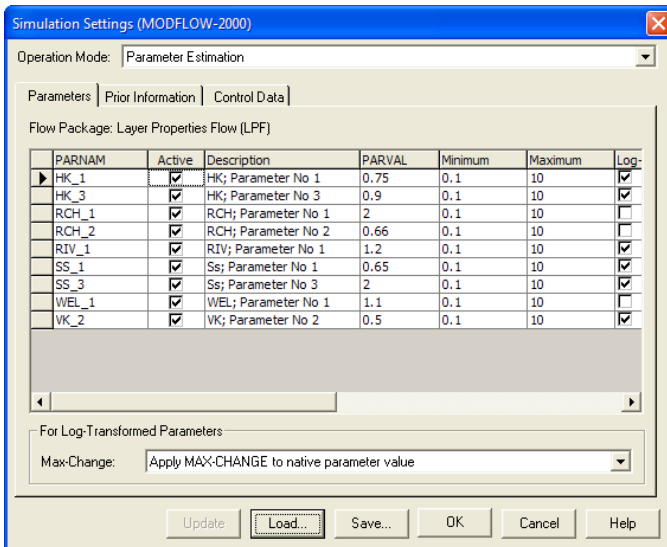 Simulation Settings (MODFLOW-2000)
Operation Mode: Parameter Estimation
Parameters Prior Information Control Data
Flow Package: Layer Properties Flow (LPF)
PARNAM Active Description PARVAL Minimum Maximum Log-
HK_1 HK; Parameter No 1 0.75 0.1 10
HK_3 HK; Parameter No 3 0.9 0.1 10
RCH_1 RCH; Parameter No 1 2 0.1 10
RCH_2 RCH; Parameter No 2 0.66 0.1 10
RIV_1 RIV; Parameter No 1 1.2 0.1 10
SS_1 Ss; Parameter No 1 0.65 0.1 10
SS_3 Ss; Parameter No 3 2 0.1 10
WEL_1 WEL; Parameter No 1 1.1 0.1 10
VK_2 VK; Parameter No 2 0.5 0.1 10
For Log-Transformed Parameters
Max-Change: Apply MAX-CHANGE to native parameter value
Update Load... Save... OK Cancel Help